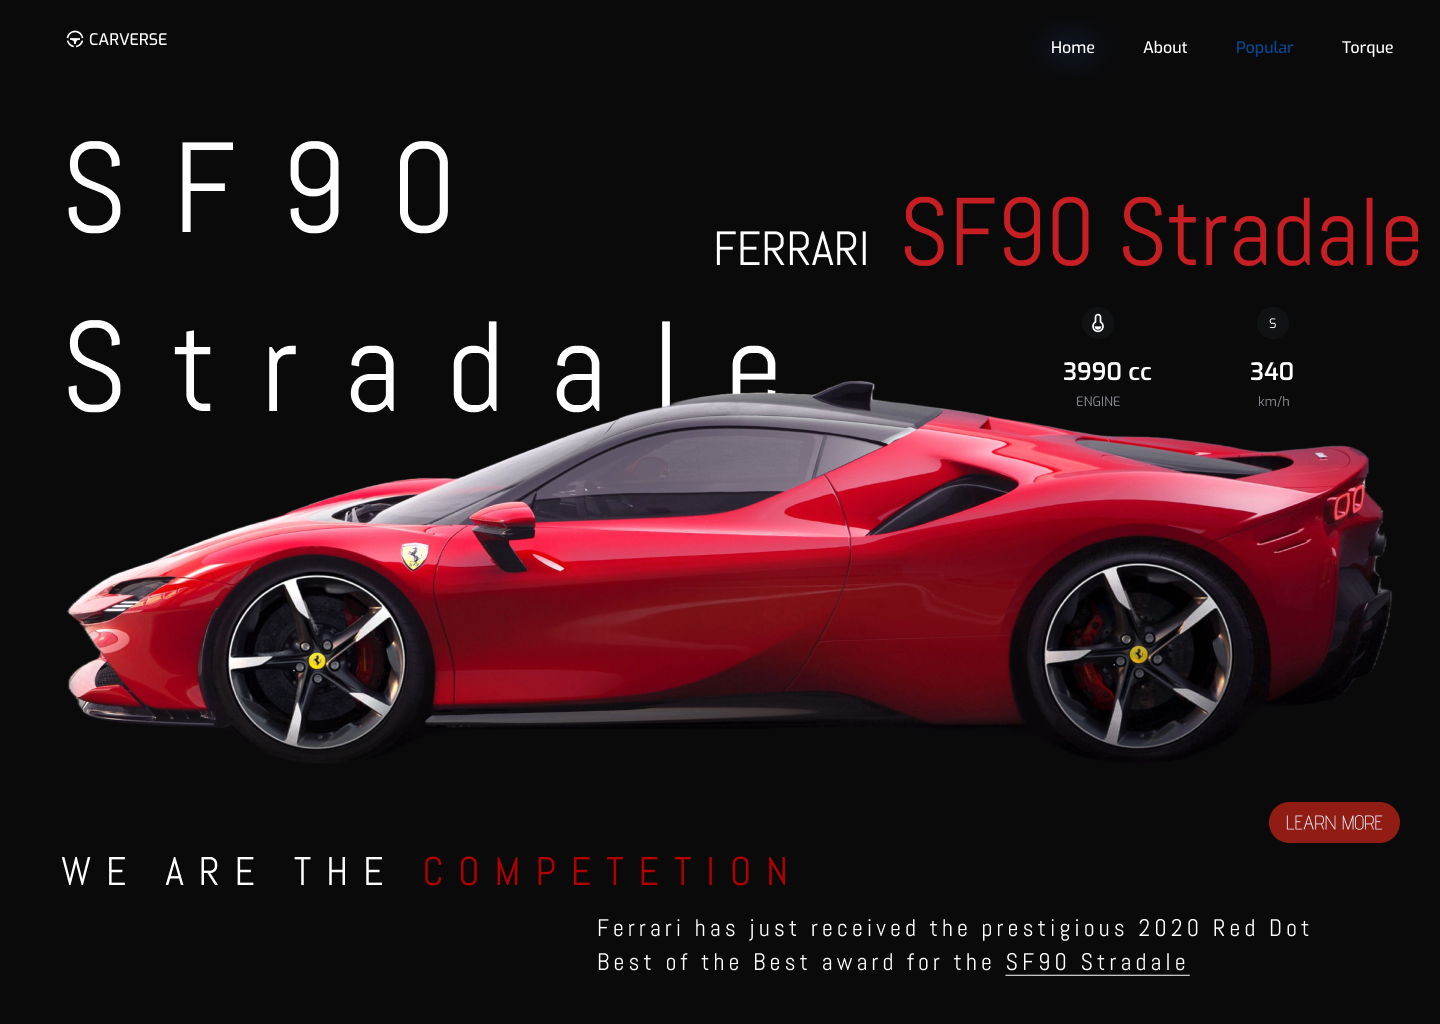 CARVERSE
Home About Popular Torque
SF90
Stradale
FERRARI SF90 Stradale
S
3990 cc
ENGINE
340
km/h
LEARN MORE
WE ARE THE COMPETETION
Ferrari has just received the prestigious 2020 Red Dot
Best of the Best award for the SF90 Stradale